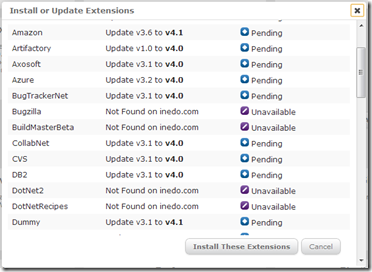 Install or Update Extensions
Amazon Update v3.6 to v4.1 Pending
Artifactory Update v1.0 to v4.0 Pending
Axosoft Update v3.1 to v4.0 Pending
Azure Update v3.2 to v4.1 Pending
BugTrackerNet Update v3.1 to v4.0 Pending
Bugzilla Not Found on inedo.com Unavailable
BuildMasterBeta Not Found on inedo.com Unavailable
CollabNet Update v3.1 to v4.0 Pending
CVS Update v3.1 to v4.0 Pending
DB2 Update v3.1 to v4.0 Pending
DotNet2 Not Found on inedo.com Unavailable
DotNetRecipes Not Found on inedo.com Unavailable
Dummy Update v3.1 to v4.1 Pending
Install These Extensions Cancel